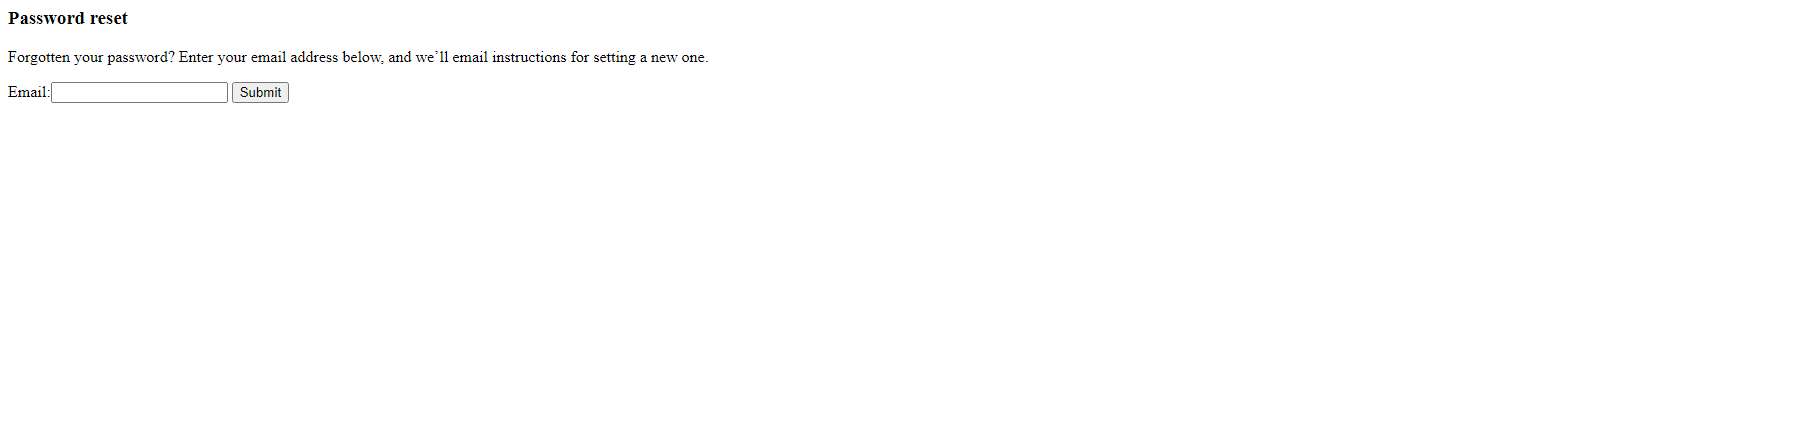 Password reset
Forgotten your password? Enter your email address below, and we’ll email instructions for setting a new one.
Email: Submit